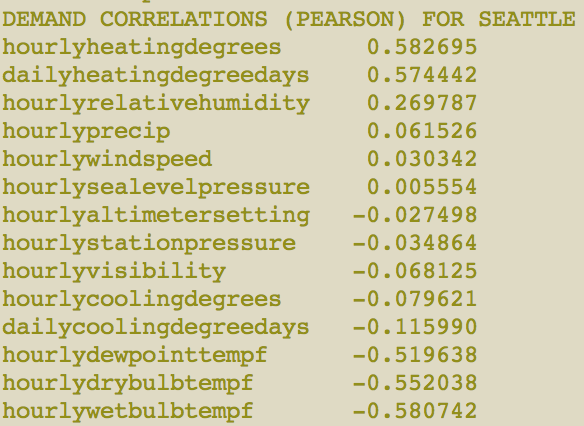 DEMAND CORRELATIONS (PEARSON) FOR SEATTLE
hourlyheatingdegrees 0.582695
dailyheatingdegreedays 0.574442
hourlyrelativehumidity 0.269787
hourlyprecip 0.061526
hourlywindspeed 0.030342
hourlysealevelpressure 0.005554
hourlyaltimetersetting -0.027498
hourlystationpressure -0.034864
hourlyvisibility -0.068125
hourlycoolingdegrees -0.079621
dailycoolingdegreedays -0.115990
hourlydewpointtempf -0.519638
hourlydrybulbtempf -0.552038
hourlywetbulbtempf -0.580742